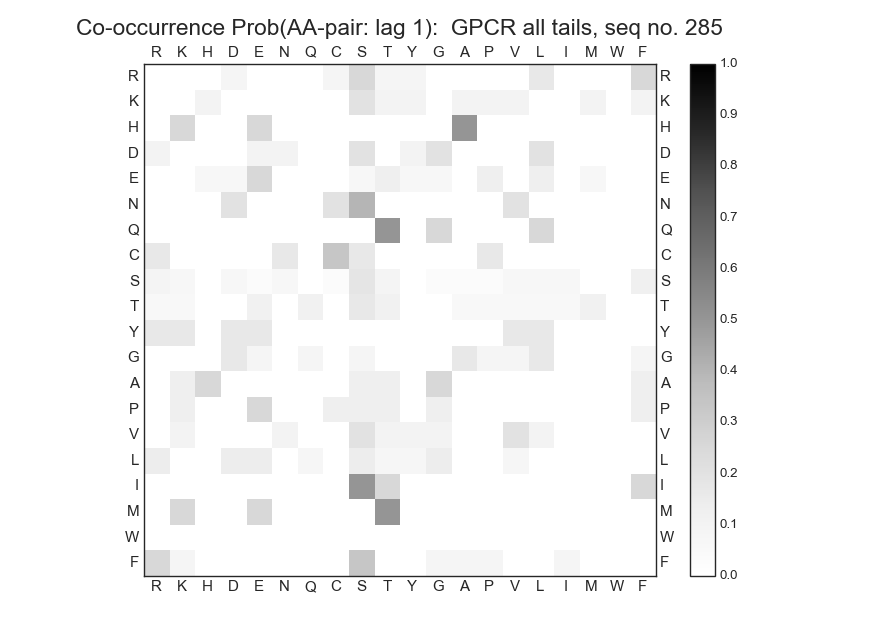 Co-occurrence Prob(AA-pair: lag 1):  GPCR all tails, seq no. 285
R K H D E N Q C S T Y G A P V L I M W F
R R 1.0
K K 0.9
H H
D D 0.8
E E 0.7
N N
Q Q 0.6
C C
S S
T T 0.5
Y Y
G G 0.4
A A
P P 0.3
V V
L L 0.2
I I
M M 0.1
W W
F F 0.0
R K H D E N Q C S T Y G A P V L I M W F